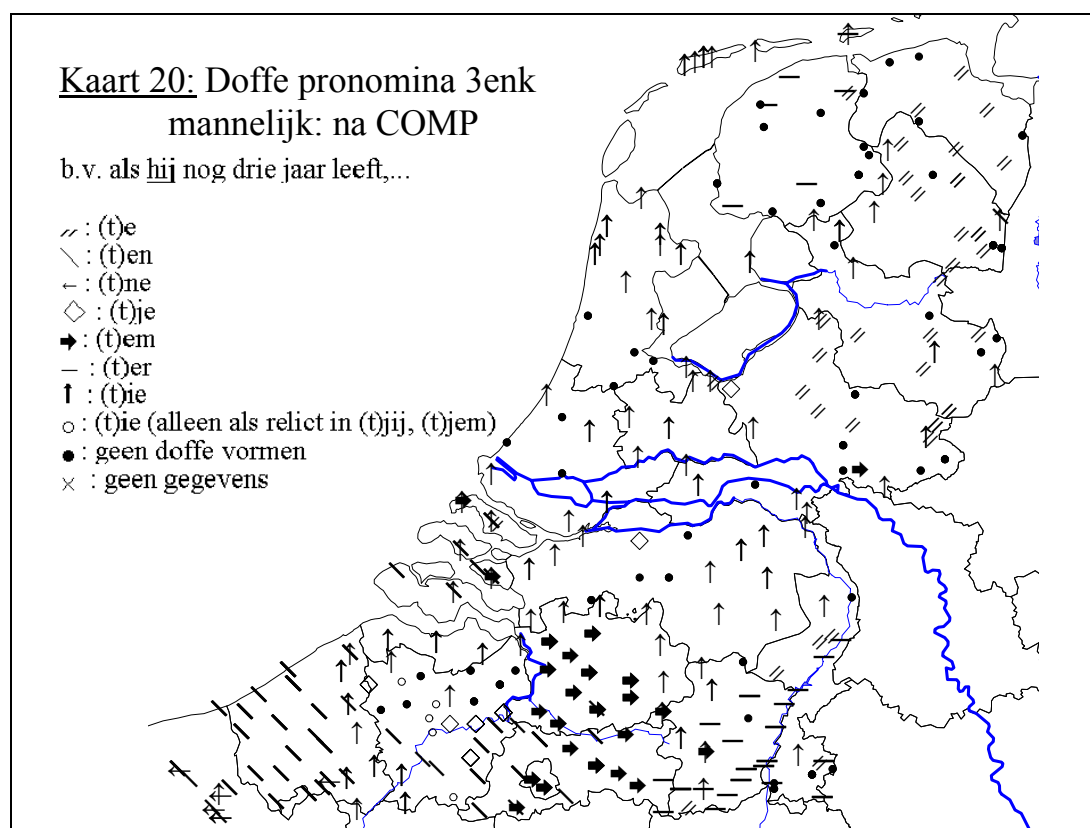 Kaart 20: Doffe pronomina 3enk
mannelijk: na COMP
b.v. als hij nog drie jaar leeft,...
: (t)e
: (t)en
: (t)ne
: (t)je
: (t)em
: (t)er
: (t)ie
: (t)ie (alleen als relict in (t)jij, (t)jem)
: geen doffe vormen
: geen gegevens